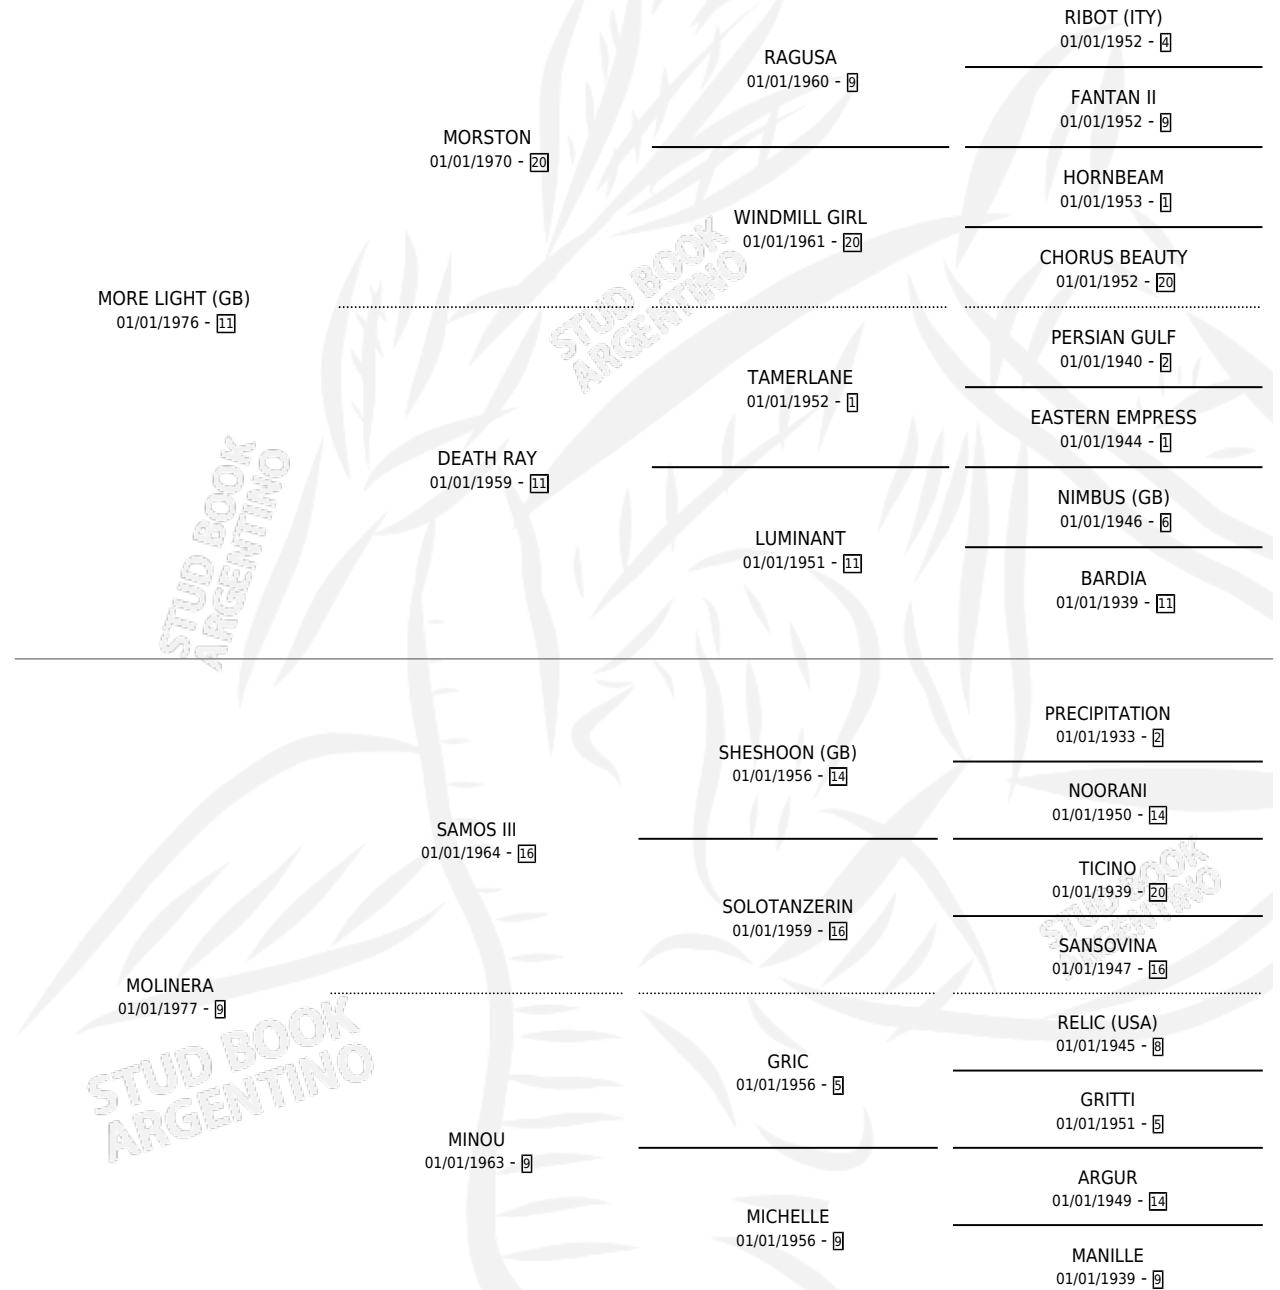 RIBOT (ITY)
01/01/1952 - 4
RAGUSA
01/01/1960 - 9
FANTAN II
01/01/1952 - 9
MORSTON
01/01/1970 - 20
HORNBEAM
01/01/1953 - 1
WINDMILL GIRL
01/01/1961 - 20
CHORUS BEAUTY
01/01/1952 - 20
MORE LIGHT (GB)
01/01/1976 - 11
STUD BOOK
ARGENTINO
PERSIAN GULF
01/01/1940 - 2
TAMERLANE
01/01/1952 - 1
EASTERN EMPRESS
01/01/1944 - 1
DEATH RAY
01/01/1959 - 11
NIMBUS (GB)
01/01/1946 - 6
LUMINANT
01/01/1951 - 11
BARDIA
01/01/1939 - 11
STUD BOOK
ARGENTINO
PRECIPITATION
01/01/1933 - 2
SHESHOON (GB)
01/01/1956 - 14
NOORANI
01/01/1950 - 14
SAMOS III
01/01/1964 - 16
TICINO
01/01/1939 - 20
SOLOTANZERIN
01/01/1959 - 16
SANSOVINA
01/01/1947 - 16
STUD BOOK
ARGENTINO
MOLINERA
01/01/1977 - 9
RELIC (USA)
01/01/1945 - 8
GRIC
01/01/1956 - 5
GRITTI
01/01/1951 - 5
STUD BOOK
ARGENTINO
MINOU
01/01/1963 - 9
ARGUR
01/01/1949 - 14
MICHELLE
01/01/1956 - 9
MANILLE
01/01/1939 - 9